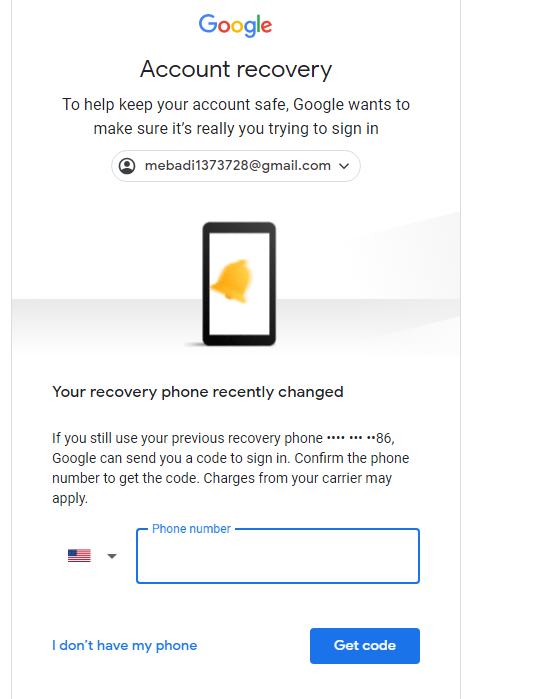 Google
Account recovery
To help keep your account safe, Google wants to
make sure it’s really you trying to sign in
mebadi1373728@gmail.com
Your recovery phone recently changed
If you still use your previous recovery phone •••• ••• ••86,
Google can send you a code to sign in. Confirm the phone
number to get the code. Charges from your carrier may
apply.
Phone number
I don’t have my phone
Get code